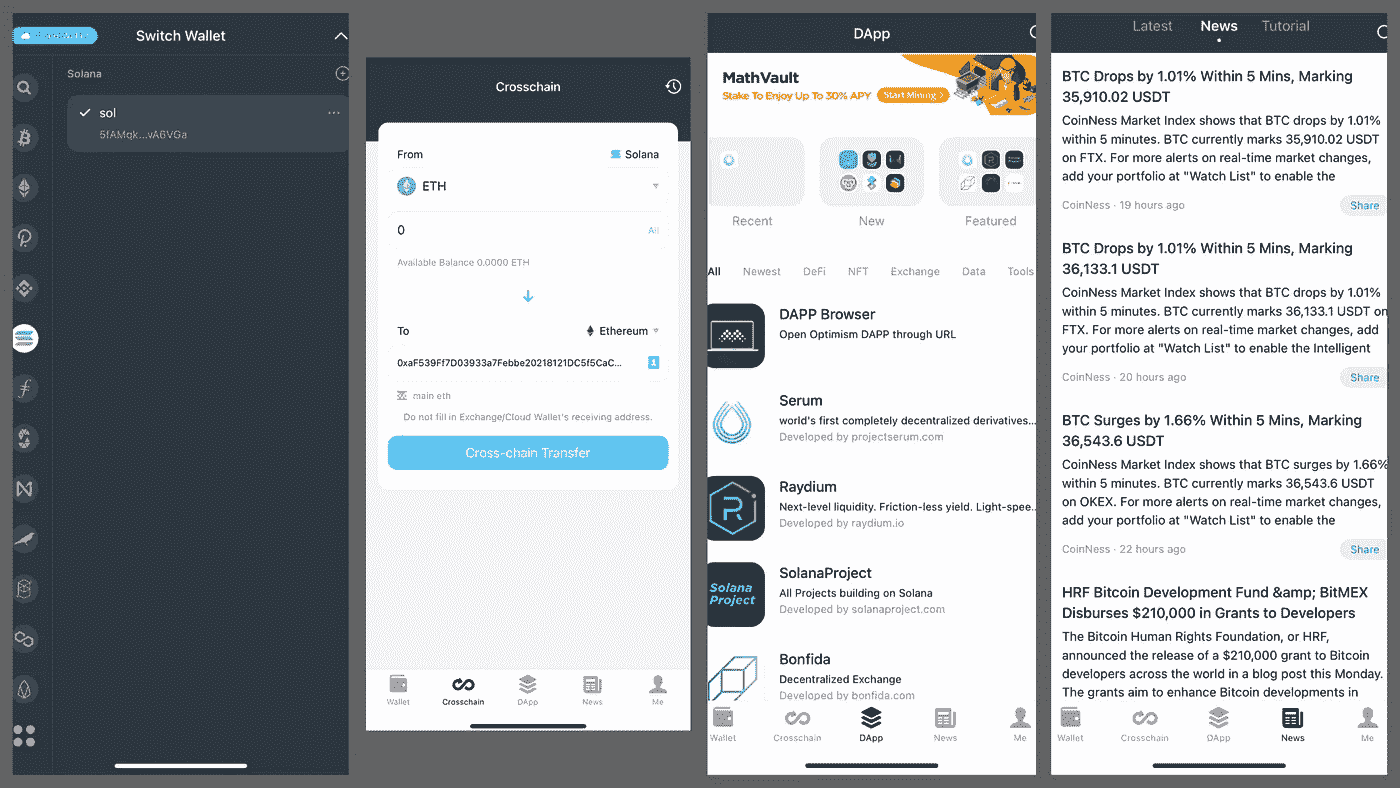 Switch Wallet
Solana
sol
5fAMqk...vA6VGa
Crosschain
From
Solana
ETH
0
All
Available Balance 0.0000 ETH
To
Ethereum
0xaF539Ff7D03933a7Febbe20218121DC5f5CaC...
main eth
Do not fill in Exchange/Cloud Wallet's receiving address.
Cross-chain Transfer
Wallet
Crosschain
DApp
News
Me
DApp
MathVault
Stake To Enjoy Up To 30% APY
Start Mining >
Recent
New
Featured
All
Newest
DeFi
NFT
Exchange
Data
Tools
DAPP Browser
Open Optimism DAPP through URL
Serum
world's first completely decentralized derivatives...
Developed by projectserum.com
Raydium
Next-level liquidity. Friction-less yield. Light-spee...
Developed by raydium.io
Solana
Project
SolanaProject
All Projects building on Solana
Developed by solanaproject.com
Bonfida
Decentralized Exchange
Developed by bonfida.com
Wallet
Crosschain
DApp
News
Me
Latest
News
Tutorial
BTC Drops by 1.01% Within 5 Mins, Marking
35,910.02 USDT
CoinNess Market Index shows that BTC drops by 1.01%
within 5 minutes. BTC currently marks 35,910.02 USDT
on FTX. For more alerts on real-time market changes,
add your portfolio at "Watch List" to enable the
CoinNess · 19 hours ago
Share
BTC Drops by 1.01% Within 5 Mins, Marking
36,133.1 USDT
CoinNess Market Index shows that BTC drops by 1.01%
within 5 minutes. BTC currently marks 36,133.1 USDT on
FTX. For more alerts on real-time market changes, add
your portfolio at "Watch List" to enable the Intelligent
CoinNess · 20 hours ago
Share
BTC Surges by 1.66% Within 5 Mins, Marking
36,543.6 USDT
CoinNess Market Index shows that BTC surges by 1.66%
within 5 minutes. BTC currently marks 36,543.6 USDT
on OKEX. For more alerts on real-time market changes,
add your portfolio at "Watch List" to enable the
CoinNess · 22 hours ago
Share
HRF Bitcoin Development Fund &amp; BitMEX
Disburses $210,000 in Grants to Developers
The Bitcoin Human Rights Foundation, or HRF,
announced the release of a $210,000 grant to Bitcoin
developers across the world in a blog post this Monday.
The grants aim to enhance Bitcoin developments in
Wallet
Crosschain
DApp
News
Me